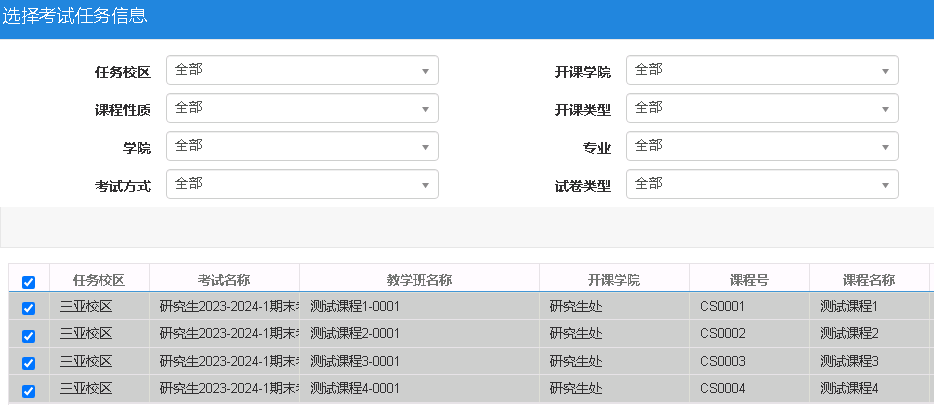 选择考试任务信息
任务校区 全部 开课学院 全部
课程性质 全部 开课类型 全部
学院 全部 专业 全部
考试方式 全部 试卷类型 全部
任务校区 考试名称 教学班名称 开课学院 课程号 课程名称
三亚校区 研究生2023-2024-1期末 测试课程1-0001 研究生处 CS0001 测试课程1
三亚校区 研究生2023-2024-1期末 测试课程2-0001 研究生处 CS0002 测试课程2
三亚校区 研究生2023-2024-1期末 测试课程3-0001 研究生处 CS0003 测试课程3
三亚校区 研究生2023-2024-1期末 测试课程4-0001 研究生处 CS0004 测试课程4